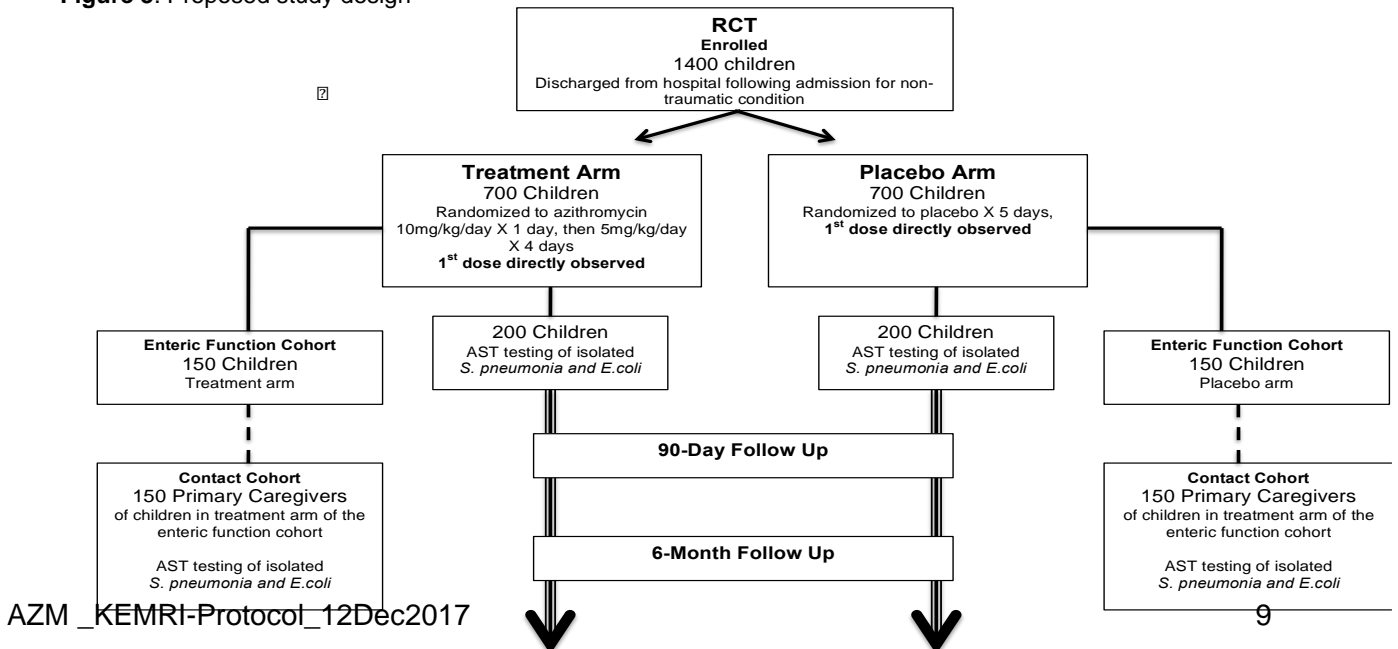 Figure 3. Proposed study design
RCT
Enrolled
1400 children
Discharged from hospital following admission for non-
traumatic condition
Treatment Arm
700 Children
Randomized to azithromycin
10mg/kg/day X 1 day, then 5mg/kg/day
X 4 days
1st dose directly observed
Placebo Arm
700 Children
Randomized to placebo X 5 days,
1st dose directly observed
Enteric Function Cohort
150 Children
Treatment arm
200 Children
AST testing of isolated
S. pneumonia and E.coli
200 Children
AST testing of isolated
S. pneumonia and E.coli
Enteric Function Cohort
150 Children
Placebo arm
90-Day Follow Up
Contact Cohort
150 Primary Caregivers
of children in treatment arm of the
enteric function cohort
AST testing of isolated
S. pneumonia and E.coli
Contact Cohort
150 Primary Caregivers
of children in treatment arm of the
enteric function cohort
AST testing of isolated
S. pneumonia and E.coli
6-Month Follow Up
AZM _KEMRI-Protocol_12Dec2017 9